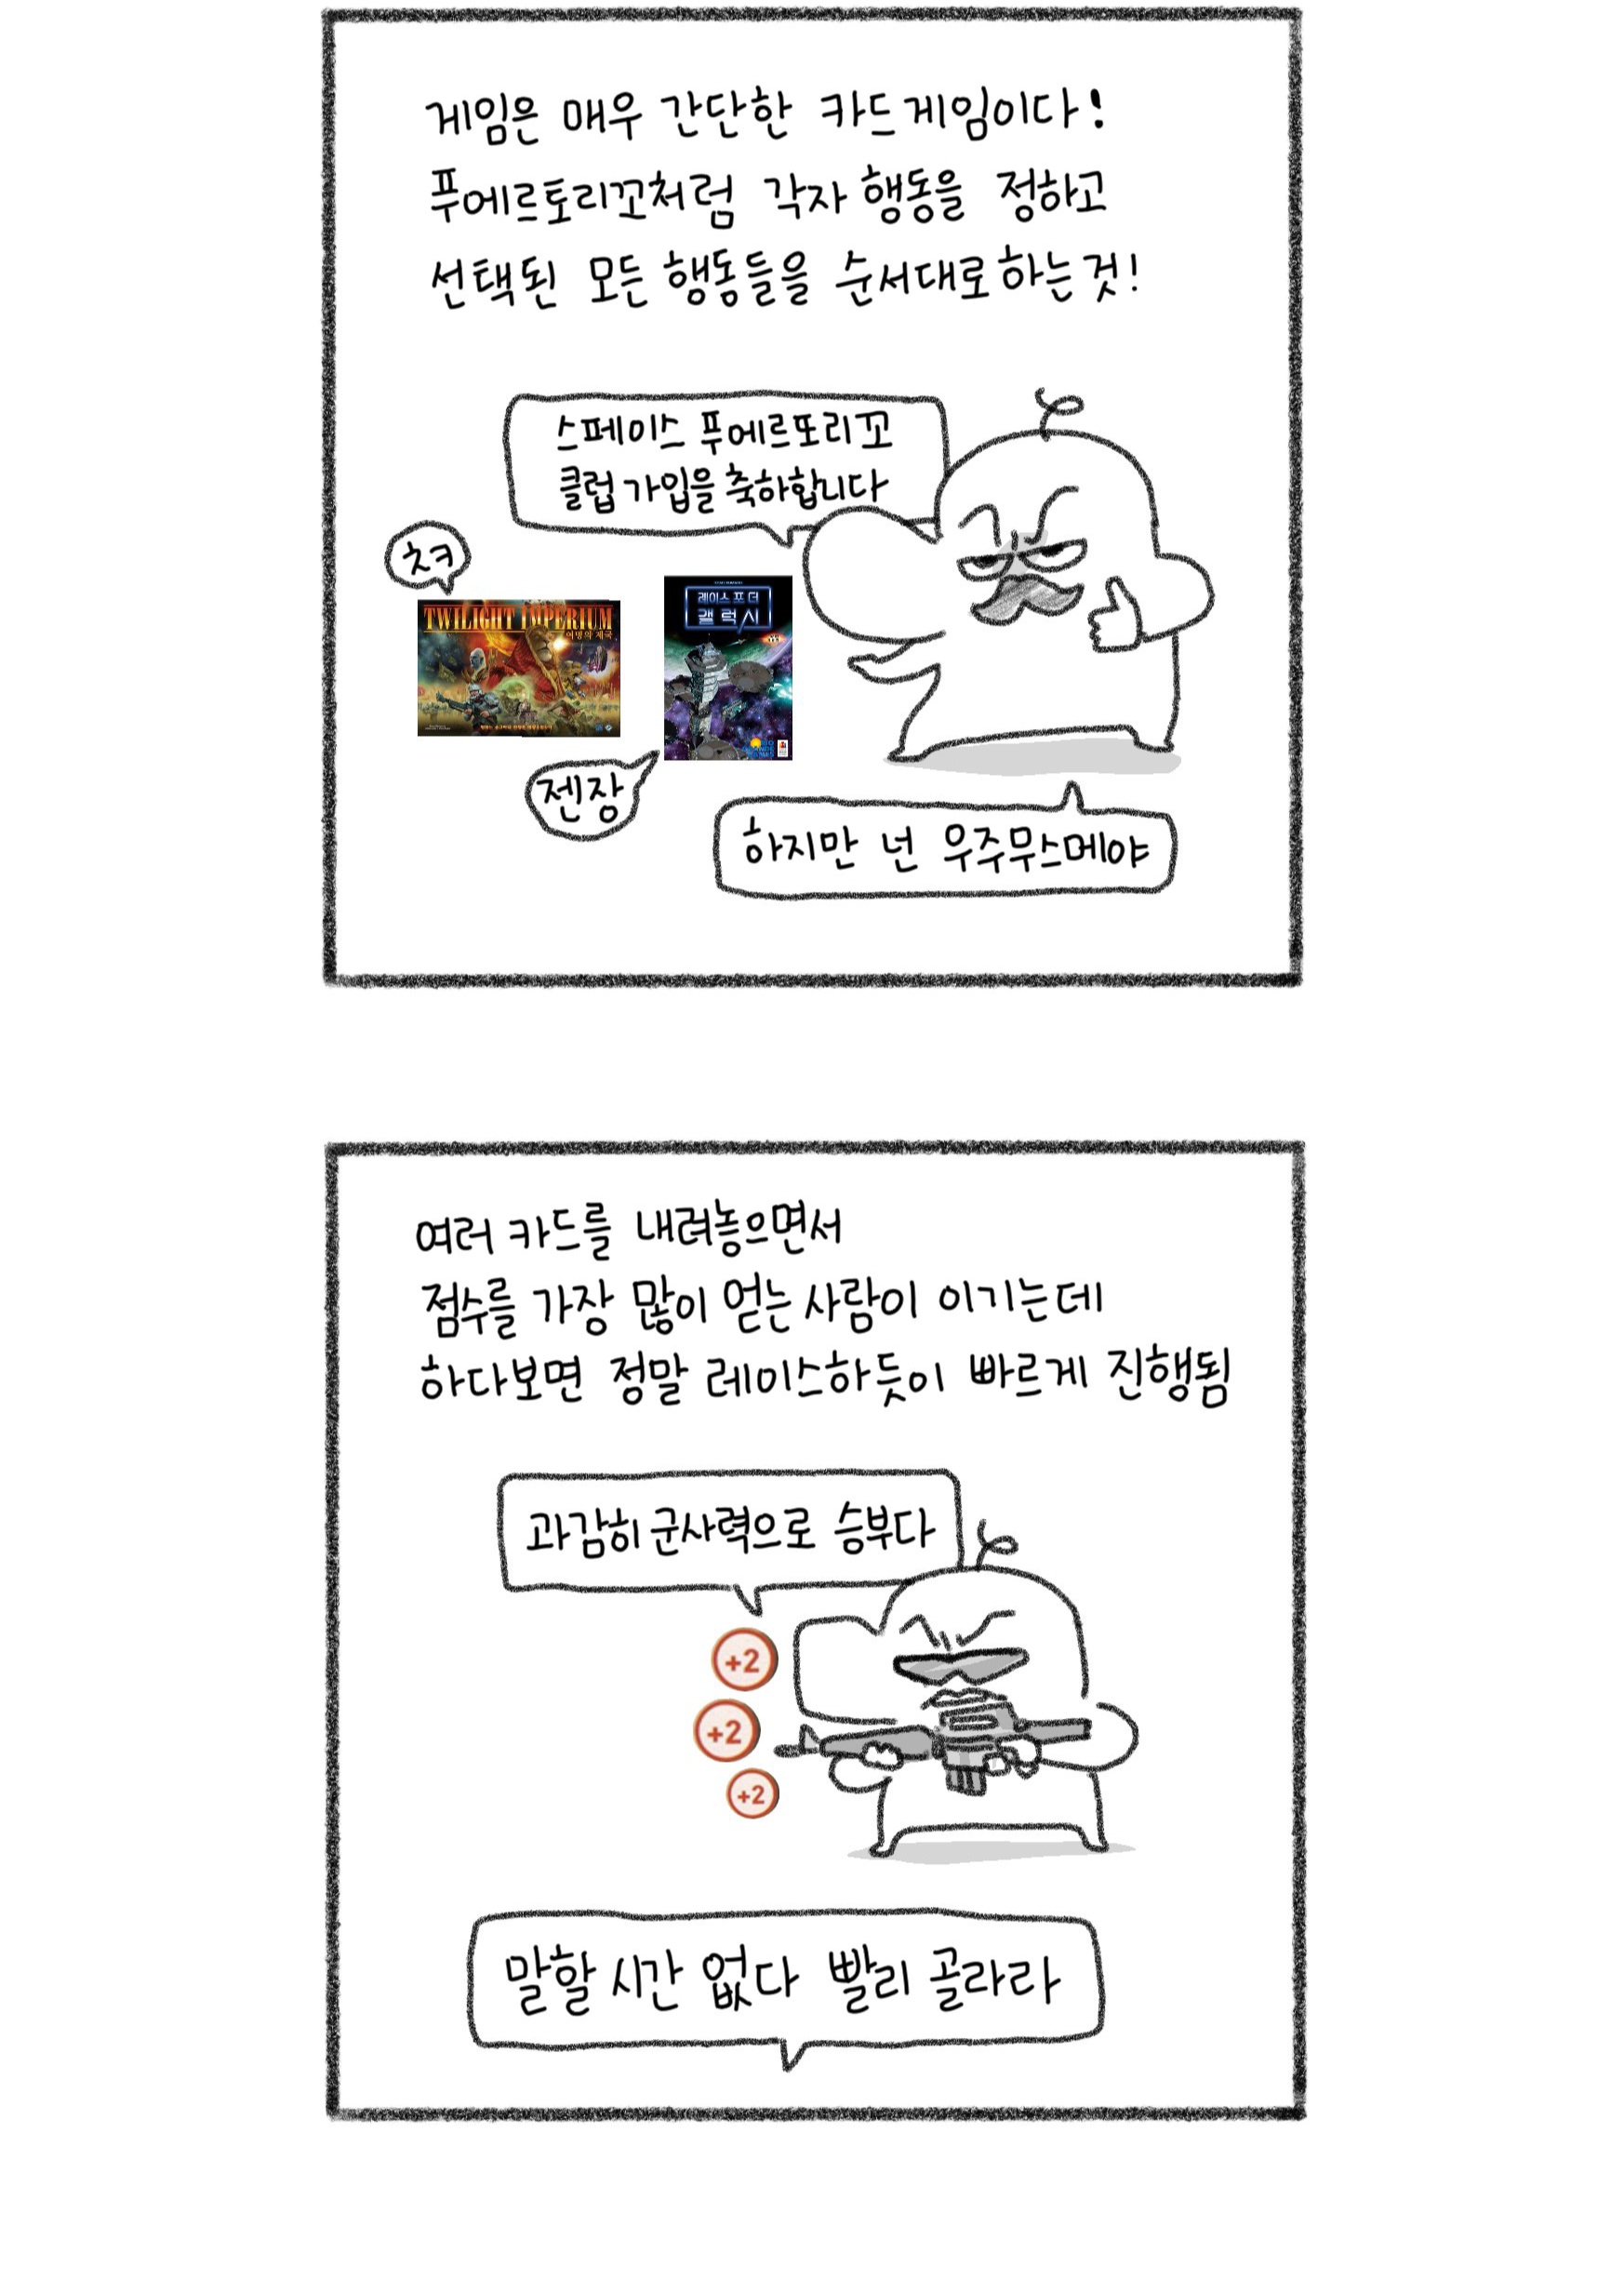 게임은 매우 간단한 카드게임이다!
푸에르토리꼬처럼 각자 행동을 정하고
선택된 모든 행동들을 순서대로하는것!
스페이스 푸에르또리꼬
클럽 가입을 축하합니다
츠ㅋ
TWILIGHT IMPERIUM
여명의 제국
레이스 포 더
갤럭시
젠장
하지만 넌 우주무스메야
여러 카드를 내려놓으면서
점수를 가장 많이 얻는 사람이 이기는데
하다보면 정말 레이스하듯이 빠르게 진행됨
과감히 군사력으로 승부다
+2
+2
+2
말할 시간 없다 빨리 골라라